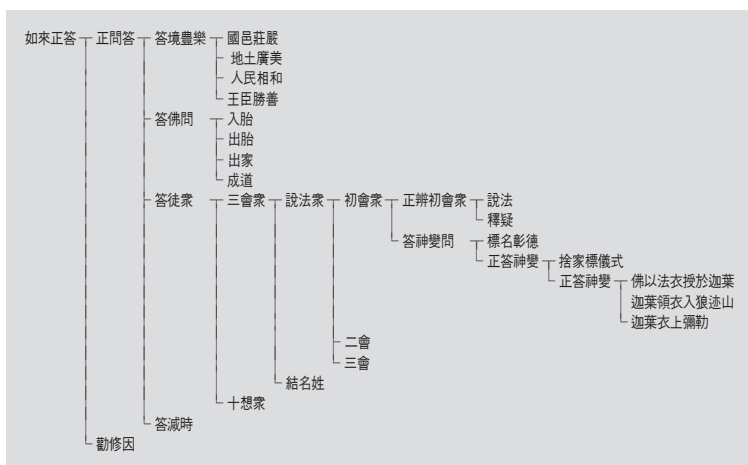 如來正答 正問答 答境豊樂 國邑莊嚴
地土廣美
人民相和
王臣勝善
答佛問 入胎
出胎
出家
成道
答徒衆 三會衆 說法衆 初會衆 正辨初會衆 說法
釋疑
答神變問 標名彰德
正答神變 捨家標儀式
正答神變 佛以法衣授於迦葉
迦葉領衣入狼迹山
迦葉衣上彌勒
二會
三會
結名姓
十想衆
答減時
勸修因